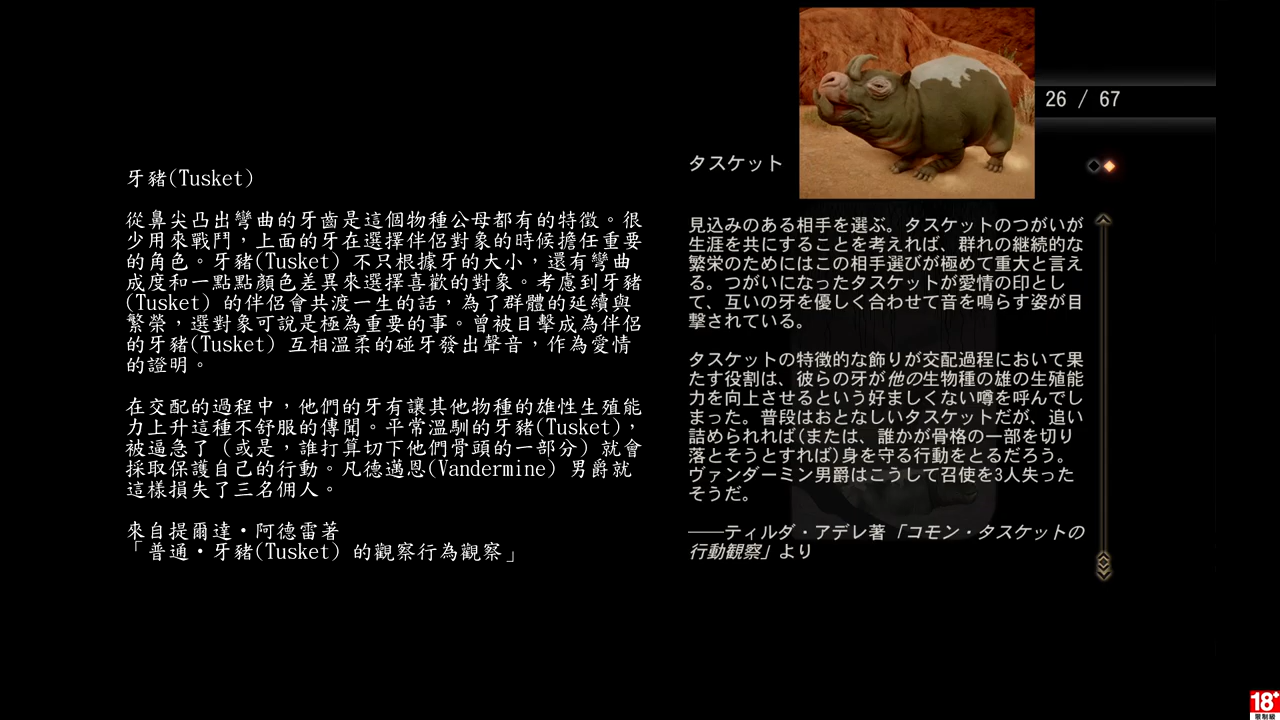 牙豬(Tusket)
從鼻尖凸出彎曲的牙齒是這個物種公母都有的特徵。很
少用來戰鬥，上面的牙在選擇伴侶對象的時候擔任重要
的角色。牙豬(Tusket) 不只根據牙的大小，還有彎曲
成度和一點點顏色差異來選擇喜歡的對象。考慮到牙豬
(Tusket) 的伴侶會共渡一生的話，為了群體的延續與
繁榮，選對象可說是極為重要的事。曾被目擊成為伴侶
的牙豬(Tusket) 互相溫柔的碰牙發出聲音，作為愛情
的證明。
在交配的過程中，他們的牙有讓其他物種的雄性生殖能
力上升這種不舒服的傳聞。平常溫馴的牙豬(Tusket)，
被逼急了（或是，誰打算切下他們骨頭的一部分）就會
採取保護自己的行動。凡德邁恩(Vandermine) 男爵就
這樣損失了三名佣人。
來自提爾達・阿德雷著
「普通・牙豬(Tusket) 的觀察行為觀察」
26 / 67
タスケット
見込みのある相手を選ぶ。タスケットのつがいが
生涯を共にすることを考えれば、群れの継続的な
繁栄のためにはこの相手選びが極めて重大と言え
る。つがいになったタスケットが愛情の印とし
て、互いの牙を優しく合わせて音を鳴らす姿が目
撃されている。
タスケットの特徴的な飾りが交配過程において果
たす役割は、彼らの牙が他の生物種の雄の生殖能
力を向上させるという好ましくない噂を呼んでし
まった。普段はおとなしいタスケットだが、追い
詰められれば(または、誰かが骨格の一部を切り
落とそうとすれば)身を守る行動をとるだろう。
ヴァンダーミン男爵はこうして召使を3人失った
そうだ。
――ティルダ・アデレ著「コモン・タスケットの
行動観察」より
18+
限制級